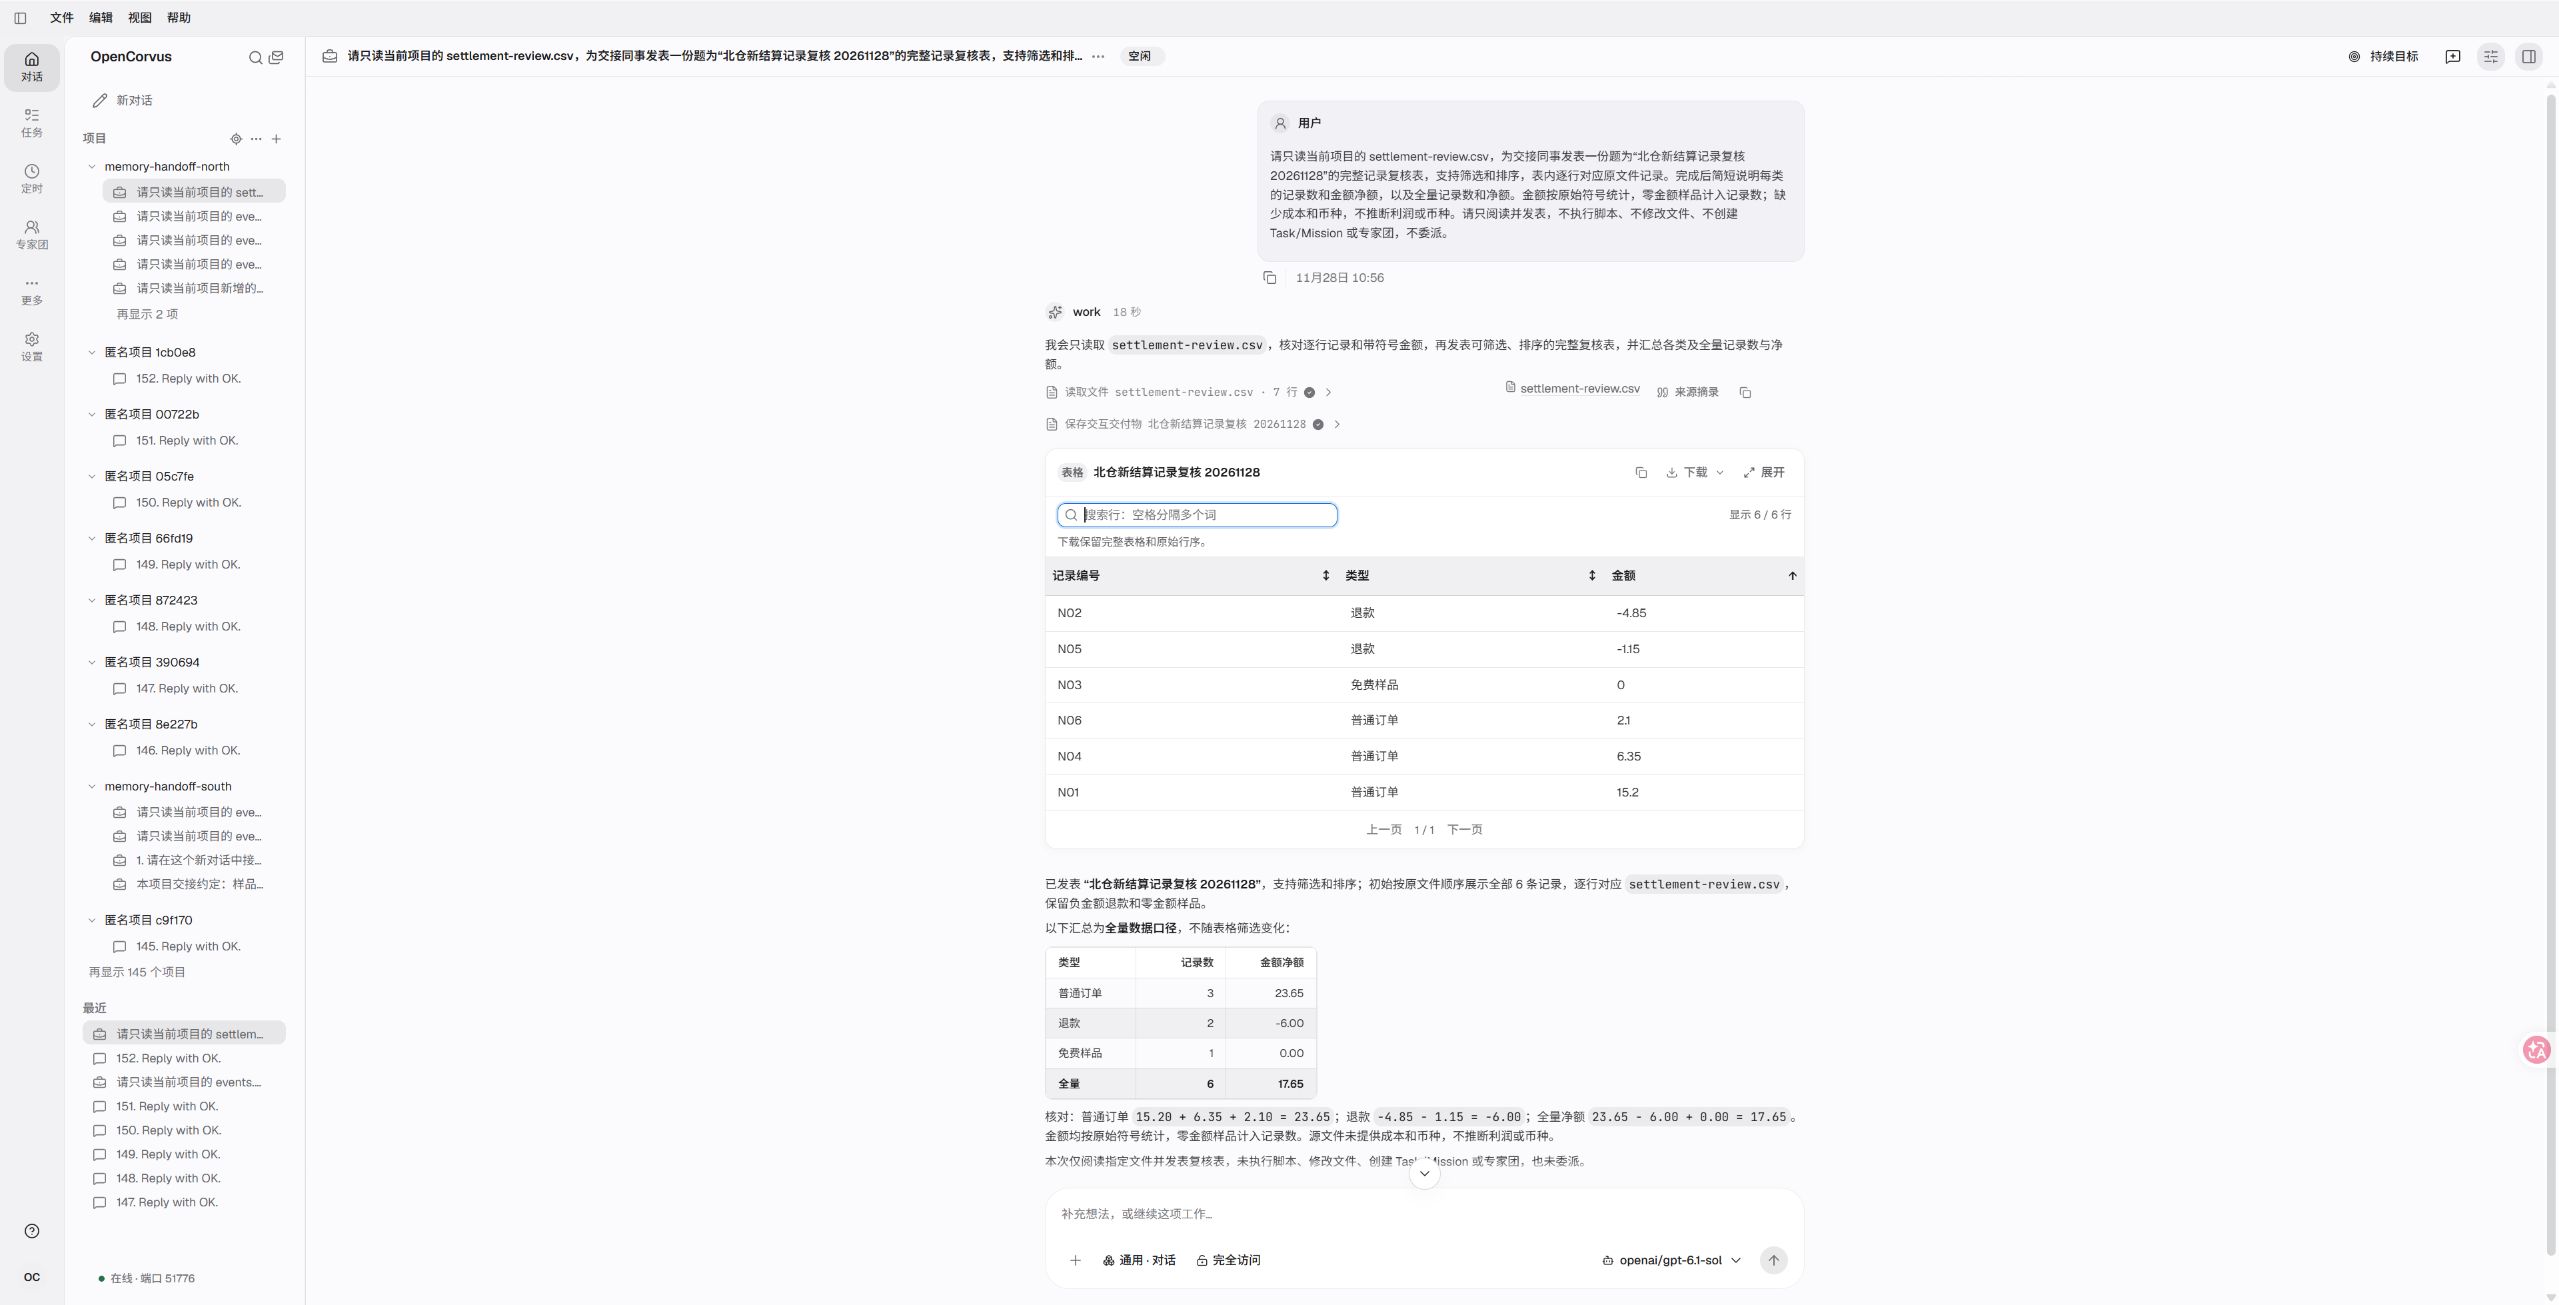 文件 编辑 视图 帮助
对话
任务
定时
专家团
更多
设置
OC
OpenCorvus
新对话
项目
memory-handoff-north
请只读当前项目的 sett...
请只读当前项目的 eve...
请只读当前项目的 eve...
请只读当前项目的 eve...
请只读当前项目新增的...
再显示 2 项
匿名项目 1cb0e8
152. Reply with OK.
匿名项目 00722b
151. Reply with OK.
匿名项目 05c7fe
150. Reply with OK.
匿名项目 66fd19
149. Reply with OK.
匿名项目 872423
148. Reply with OK.
匿名项目 390694
147. Reply with OK.
匿名项目 8e227b
146. Reply with OK.
memory-handoff-south
请只读当前项目的 eve...
请只读当前项目的 eve...
1. 请在这个新对话中接...
本项目交接约定：样品...
匿名项目 c9f170
145. Reply with OK.
再显示 145 个项目
最近
请只读当前项目的 settlem...
152. Reply with OK.
请只读当前项目的 events....
151. Reply with OK.
150. Reply with OK.
149. Reply with OK.
148. Reply with OK.
147. Reply with OK.
在线 · 端口 51776
请只读当前项目的 settlement-review.csv，为交接同事发表一份题为“北仓新结算记录复核 20261128”的完整记录复核表，支持筛选和排... 空闲
持续目标
用户
请只读当前项目的 settlement-review.csv，为交接同事发表一份题为“北仓新结算记录复核
20261128”的完整记录复核表，支持筛选和排序，表内逐行对应原文件记录。完成后简短说明每类
的记录数和金额净额，以及全量记录数和净额。金额按原始符号统计，零金额样品计入记录数；缺
少成本和币种，不推断利润或币种。请只阅读并发表，不执行脚本、不修改文件、不创建
Task/Mission 或专家团，不委派。
11月28日 10:56
work 18 秒
我会只读取 settlement-review.csv，核对逐行记录和带符号金额，再发表可筛选、排序的完整复核表，并汇总各类及全量记录数与净
额。
读取文件 settlement-review.csv · 7 行
settlement-review.csv 来源摘录
保存交互交付物 北仓新结算记录复核 20261128
表格 北仓新结算记录复核 20261128 下载 展开
搜索行：空格分隔多个词 显示 6 / 6 行
下载保留完整表格和原始行序。
记录编号 类型 金额
N02 退款 -4.85
N05 退款 -1.15
N03 免费样品 0
N06 普通订单 2.1
N04 普通订单 6.35
N01 普通订单 15.2
上一页 1 / 1 下一页
已发表“北仓新结算记录复核 20261128”，支持筛选和排序；初始按原文件顺序展示全部 6 条记录，逐行对应 settlement-review.csv，
保留负金额退款和零金额样品。
以下汇总为全量数据口径，不随表格筛选变化：
类型 记录数 金额净额
普通订单 3 23.65
退款 2 -6.00
免费样品 1 0.00
全量 6 17.65
核对：普通订单 15.20 + 6.35 + 2.10 = 23.65；退款 -4.85 - 1.15 = -6.00；全量净额 23.65 - 6.00 + 0.00 = 17.65。
金额均按原始符号统计，零金额样品计入记录数。源文件未提供成本和币种，不推断利润或币种。
本次仅阅读指定文件并发表复核表，未执行脚本、修改文件、创建 Task/Mission 或专家团，也未委派。
补充想法，或继续这项工作...
通用 · 对话 完全访问 openai/gpt-6.1-sol